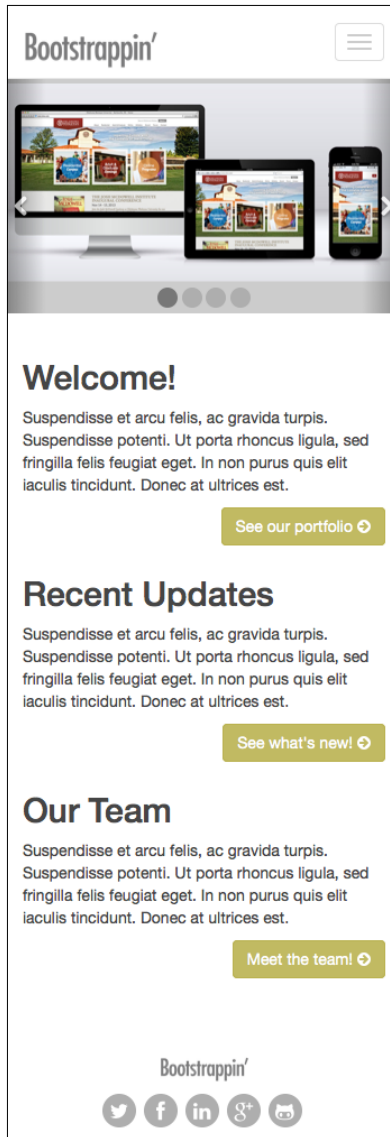 Bootstrappin’
Welcome!
Suspendisse et arcu felis, ac gravida turpis.
Suspendisse potenti. Ut porta rhoncus ligula, sed
fringilla felis feugiat eget. In non purus quis elit
iaculis tincidunt. Donec at ultrices est.
See our portfolio
Recent Updates
Suspendisse et arcu felis, ac gravida turpis.
Suspendisse potenti. Ut porta rhoncus ligula, sed
fringilla felis feugiat eget. In non purus quis elit
iaculis tincidunt. Donec at ultrices est.
See what's new!
Our Team
Suspendisse et arcu felis, ac gravida turpis.
Suspendisse potenti. Ut porta rhoncus ligula, sed
fringilla felis feugiat eget. In non purus quis elit
iaculis tincidunt. Donec at ultrices est.
Meet the team!
Bootstrappin’
f in g+